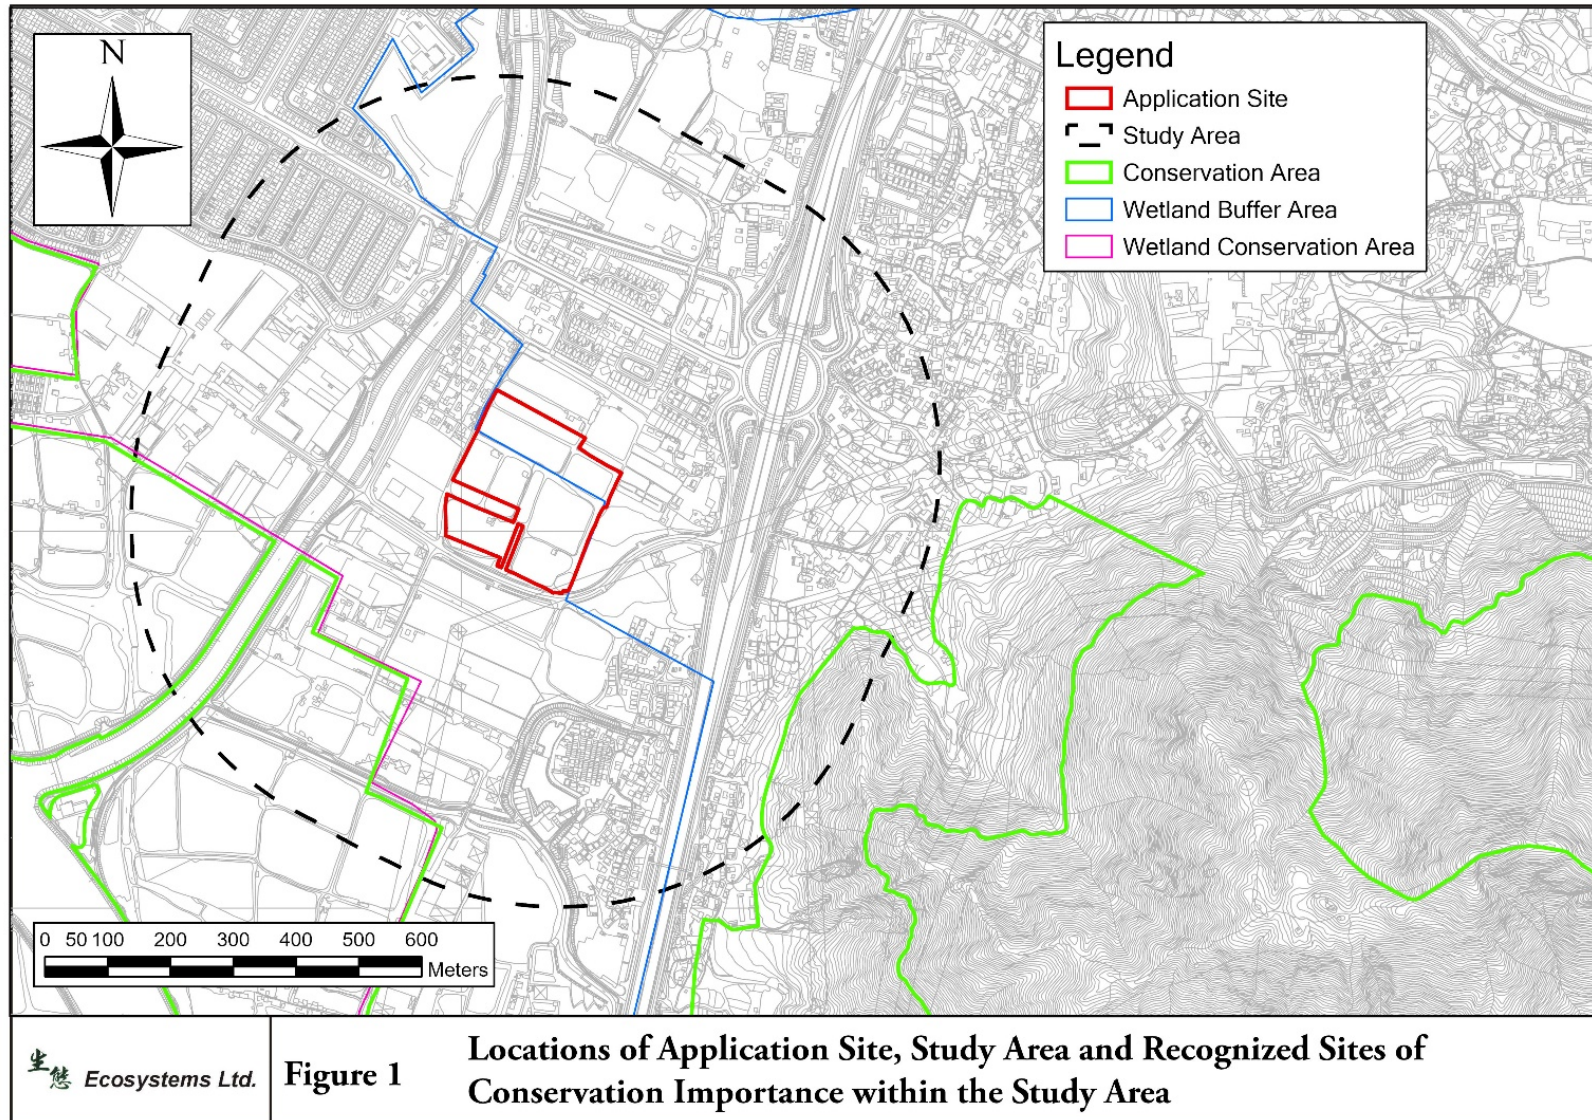 N
Legend
Application Site
Study Area
Conservation Area
Wetland Buffer Area
Wetland Conservation Area
0 50 100 200 300 400 500 600
Meters
生態 Ecosystems Ltd.
Figure 1
Locations of Application Site, Study Area and Recognized Sites of
Conservation Importance within the Study Area